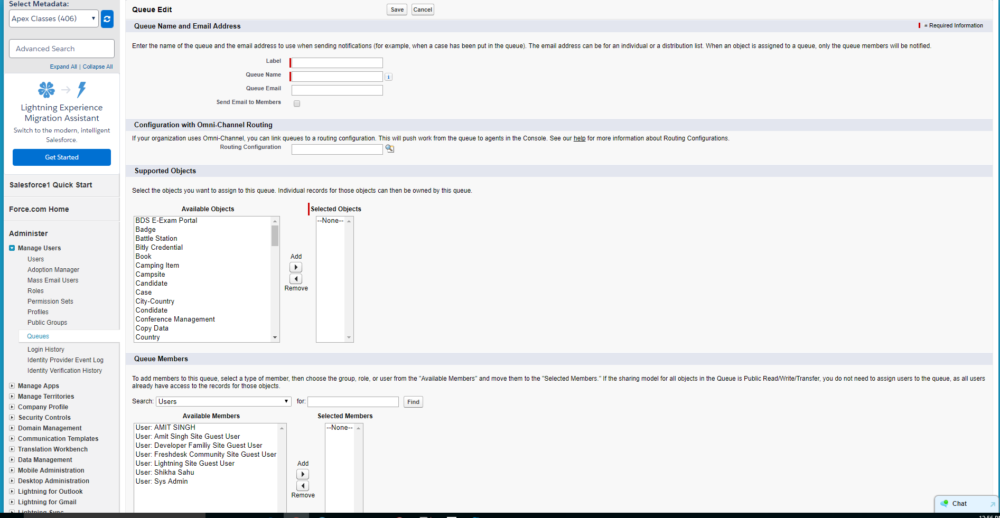 Select Metadata:
Apex Classes (406)
Advanced Search
Expand All | Collapse All
Lightning Experience
Migration Assistant
Switch to the modern, intelligent
Salesforce.
Get Started
Salesforce1 Quick Start
Force.com Home
Administer
Manage Users
Users
Adoption Manager
Mass Email Users
Roles
Permission Sets
Profiles
Public Groups
Queues
Login History
Identity Provider Event Log
Identity Verification History
Manage Apps
Manage Territories
Company Profile
Security Controls
Domain Management
Communication Templates
Translation Workbench
Data Management
Mobile Administration
Desktop Administration
Lightning for Outlook
Lightning for Gmail
Lightning Sync
Queue Edit
Save
Cancel
Queue Name and Email Address
= Required Information
Enter the name of the queue and the email address to use when sending notifications (for example, when a case has been put in the queue). The email address can be for an individual or a distribution list. When an object is assigned to a queue, only the queue members will be notified.
Label
Queue Name
i
Queue Email
Send Email to Members
Configuration with Omni-Channel Routing
If your organization uses Omni-Channel, you can link queues to a routing configuration. This will push work from the queue to agents in the Console. See our help for more information about Routing Configurations.
Routing Configuration
Supported Objects
Select the objects you want to assign to this queue. Individual records for those objects can then be owned by this queue.
Available Objects
BDS E-Exam Portal
Badge
Battle Station
Bitly Credential
Book
Camping Item
Campsite
Candidate
Case
City-Country
Condidate
Conference Management
Copy Data
Country
Add
Remove
Selected Objects
--None--
Queue Members
To add members to this queue, select a type of member, then choose the group, role, or user from the "Available Members" and move them to the "Selected Members." If the sharing model for all objects in the Queue is Public Read/Write/Transfer, you do not need to assign users to the queue, as all users
already have access to the records for those objects.
Search: Users for: Find
Available Members
User: AMIT SINGH
User: Amit Singh Site Guest User
User: Developer Familiy Site Guest User
User: Freshdesk Community Site Guest User
User: Lightning Site Guest User
User: Shikha Sahu
User: Sys Admin
Add
Remove
Selected Members
--None--
Chat